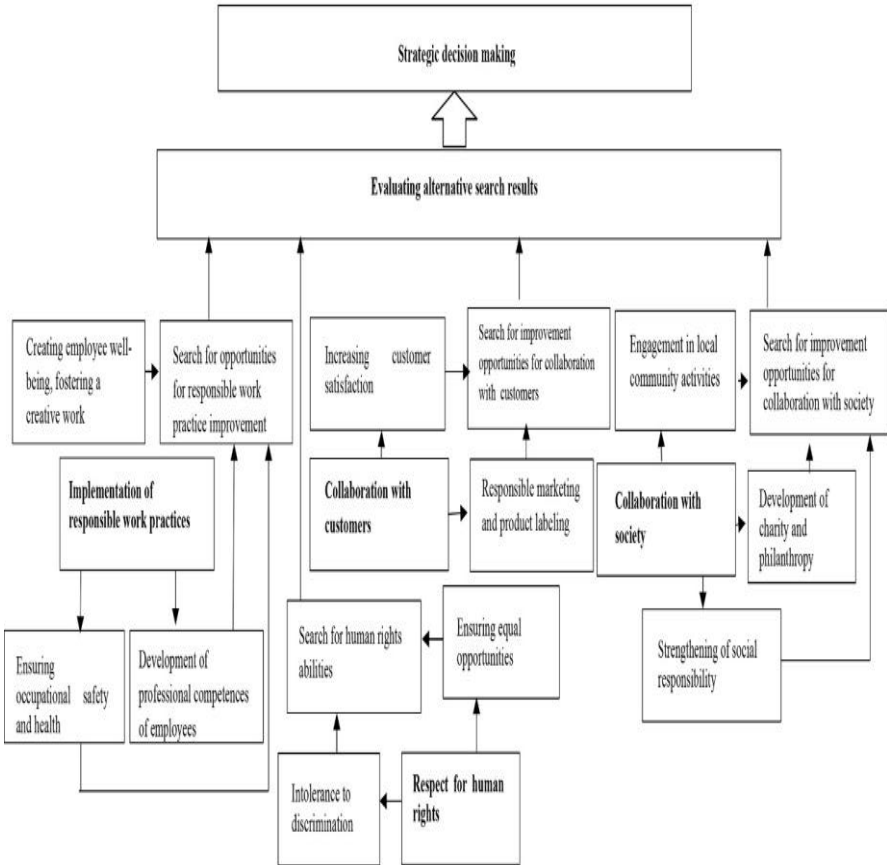 Strategic decision making
Evaluating alternative search results
Creating employee well-
being, fostering a
creative work
Search for opportunities
for responsible work
practice improvement
Increasing customer
satisfaction
Search for improvement
opportunities for collaboration
with customers
Engagement in local
community activities
Search for improvement
opportunities for
collaboration with society
Implementation of
responsible work practices
Collaboration with
customers
Responsible marketing
and product labeling
Collaboration with
society
Development of
charity and
philanthropy
Ensuring
occupational safety
and health
Development of
professional competences
of employees
Search for human rights
abilities
Ensuring equal
opportunities
Strengthening of social
responsibility
Intolerance to
discrimination
Respect for human
rights